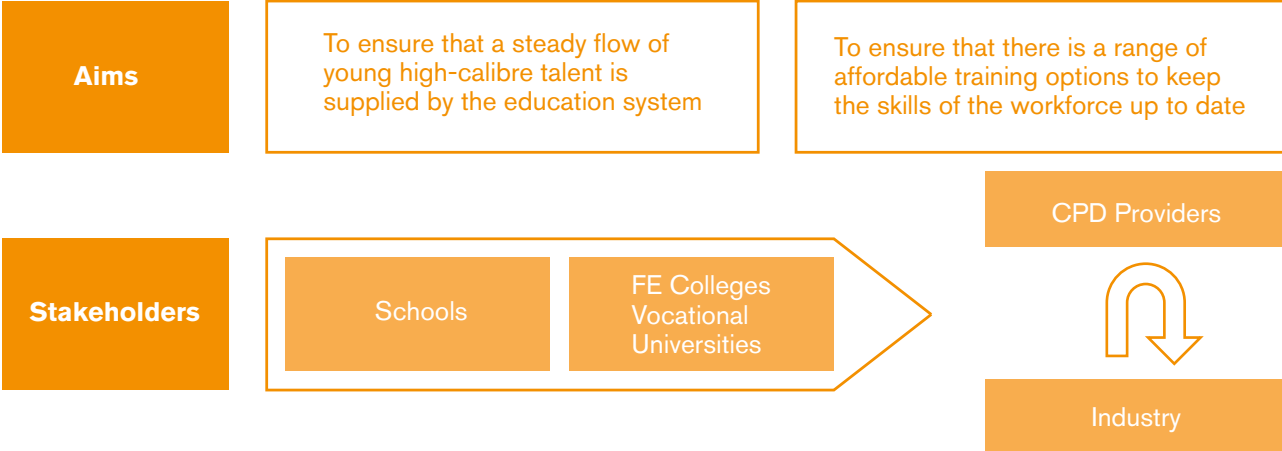 Aims
To ensure that a steady flow of
young high-calibre talent is
supplied by the education system
To ensure that there is a range of
affordable training options to keep
the skills of the workforce up to date
Stakeholders
Schools
FE Colleges
Vocational
Universities
CPD Providers
Industry